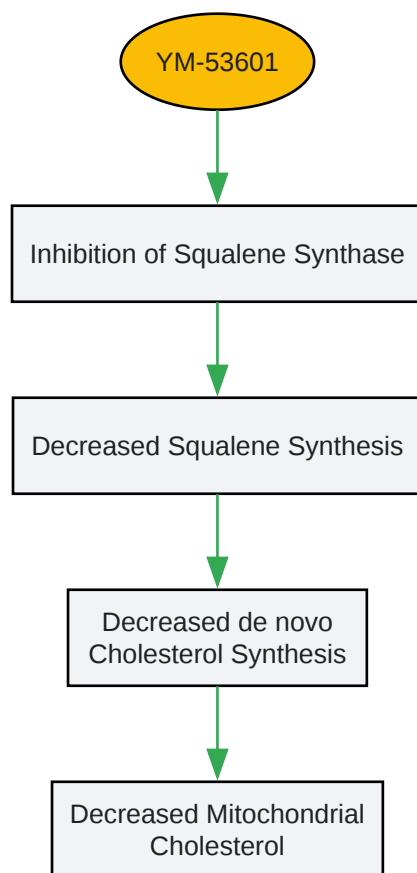 YM-53601
Inhibition of Squalene Synthase
Decreased Squalene Synthesis
Decreased de novo
Cholesterol Synthesis
Decreased Mitochondrial
Cholesterol